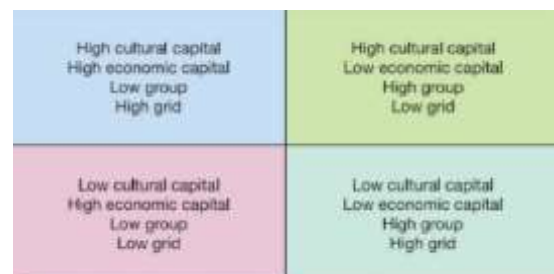 High cultural capital
High economic capital
Low group
High grid
High cultural capital
Low economic capital
High group
Low grid
Low cultural capital
High economic capital
Low group
Low grid
Low cultural capital
Low economic capital
High group
High grid